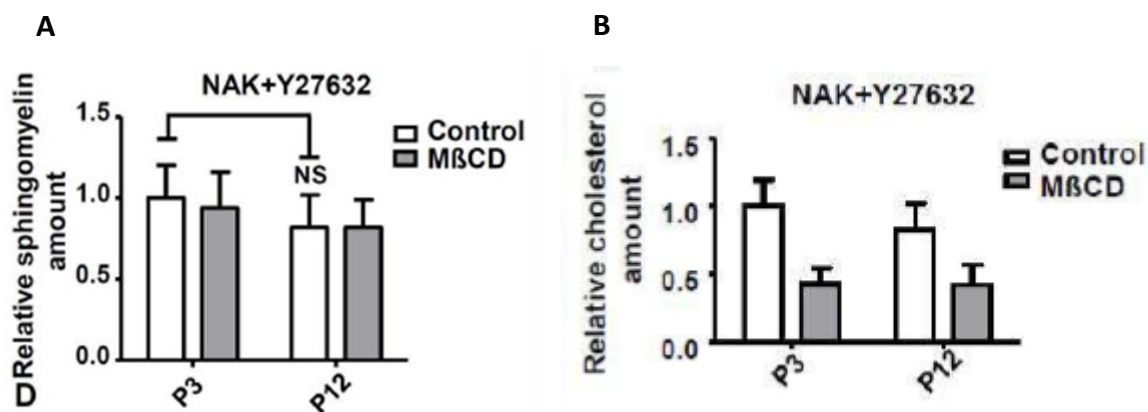 A
NAK+Y27632
Relative sphingomyelin
amount
1.5
1.0
0.5
0.0
NS
Control
MßCD
P3
P12
D
B
NAK+Y27632
Relative cholesterol
amount
1.5
1.0
0.5
0.0
Control
MßCD
P3
P12